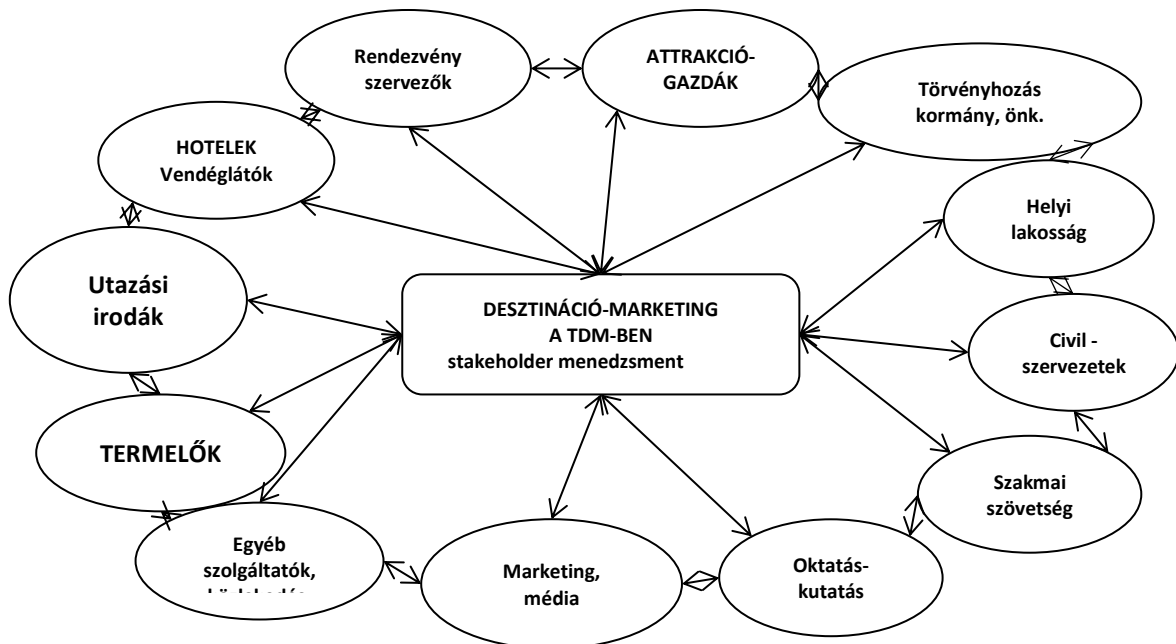 Rendezvény
szervezők
ATTRAKCIÓ-
GAZDÁK
Törvényhozás
kormány, önk.
HOTELEK
Vendéglátók
Helyi
lakosság
Utazási
irodák
DESZTINÁCIÓ-MARKETING
A TDM-BEN
stakeholder menedzsment
Civil -
szervezetek
TERMELŐK
Szakmai
szövetség
Egyéb
szolgáltatók,
Marketing,
média
Oktatás-
kutatás